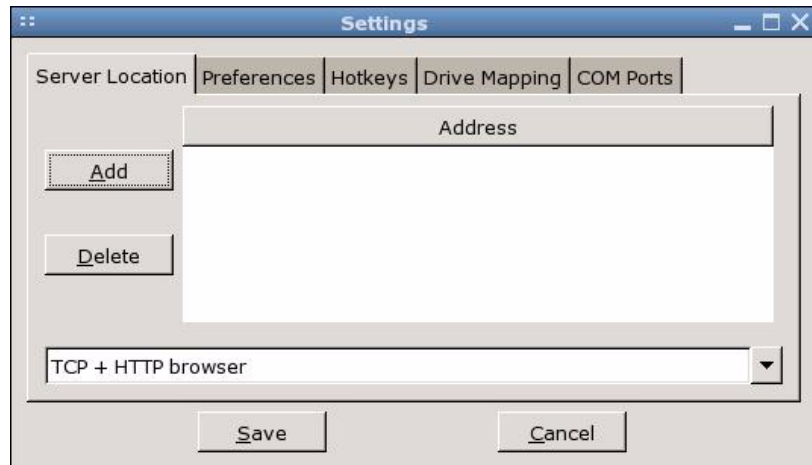 Settings
Server Location Preferences Hotkeys Drive Mapping COM Ports
Address
Add
Delete
TCP + HTTP browser
Save Cancel